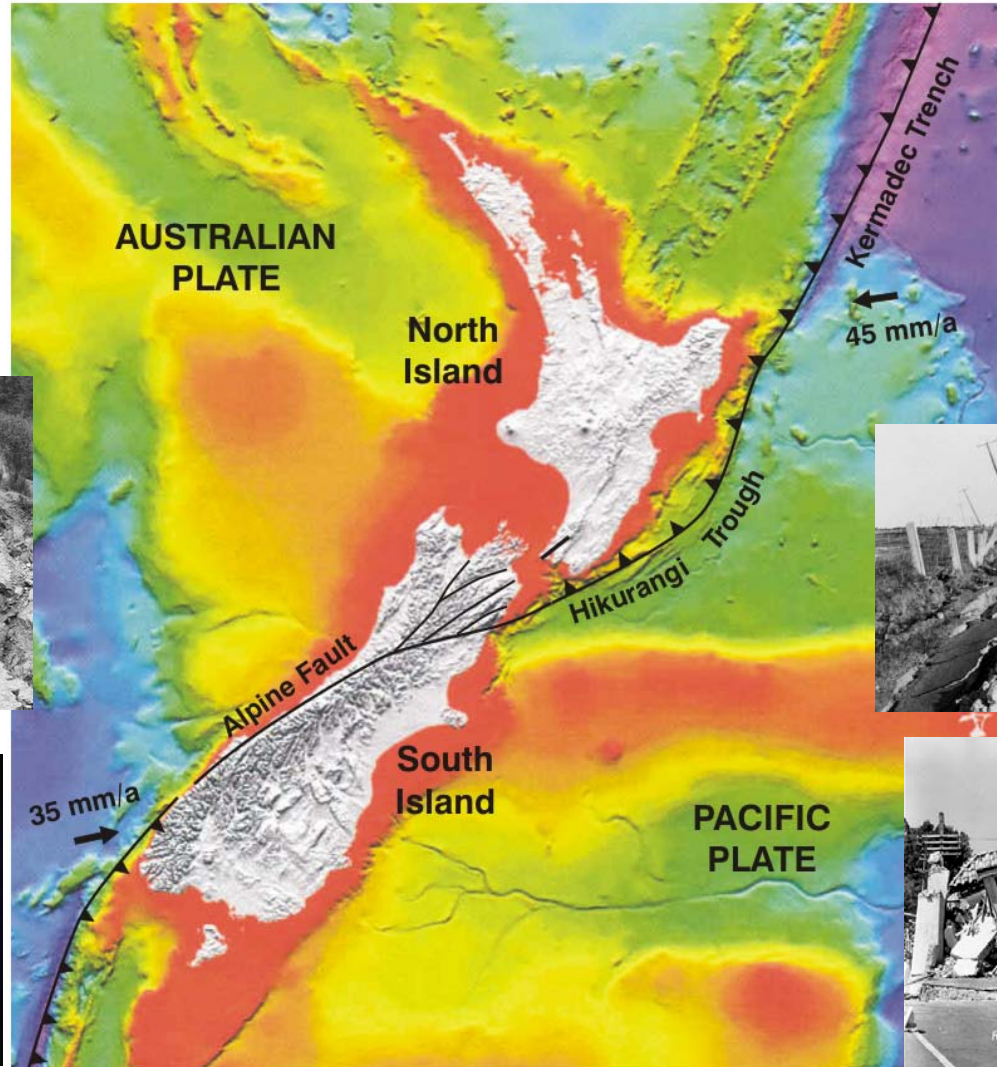 Kermadec Trench
AUSTRALIAN
PLATE
45 mm/a
North
Island
Hikurangi Trough
Alpine Fault
South
Island
35 mm/a
PACIFIC
PLATE